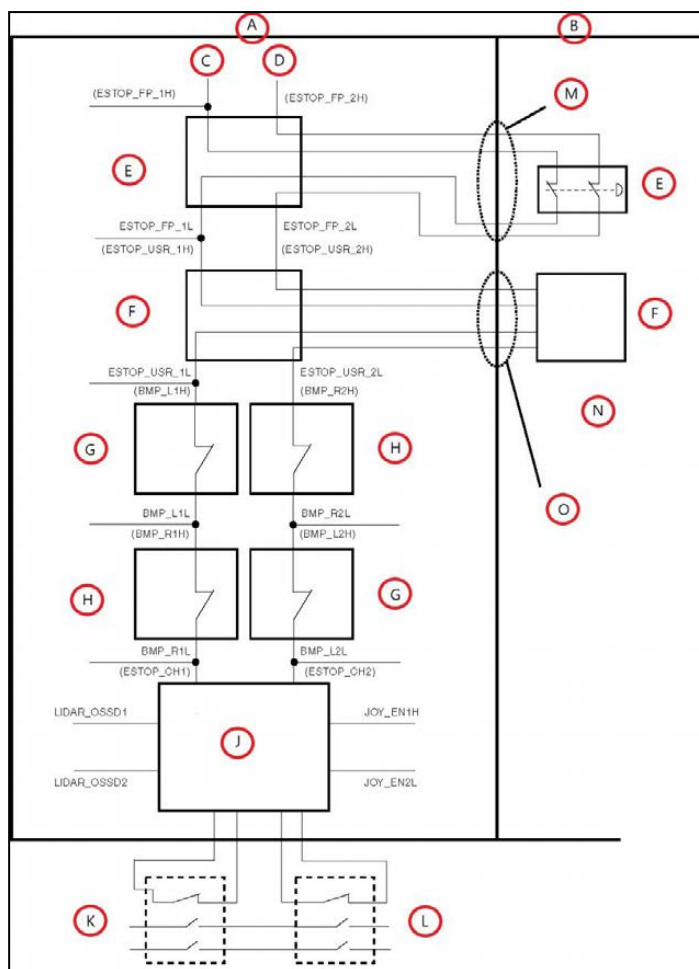 A
B
C
D
(ESTOP_FP_1H)
(ESTOP_FP_2H)
M
E
E
ESTOP_FP_1L
ESTOP_FP_2L
(ESTOP_USR_1H)
(ESTOP_USR_2H)
F
F
ESTOP_USR_1L
ESTOP_USR_2L
(BMP_L1H)
(BMP_R2H)
N
G
H
BMP_L1L
BMP_R2L
(BMP_R1H)
(BMP_L2H)
O
H
G
BMP_R1L
BMP_L2L
(ESTOP_CH1)
(ESTOP_CH2)
LIDAR_OSSD1
JOY_EN1H
J
LIDAR_OSSD2
JOY_EN2L
K
L